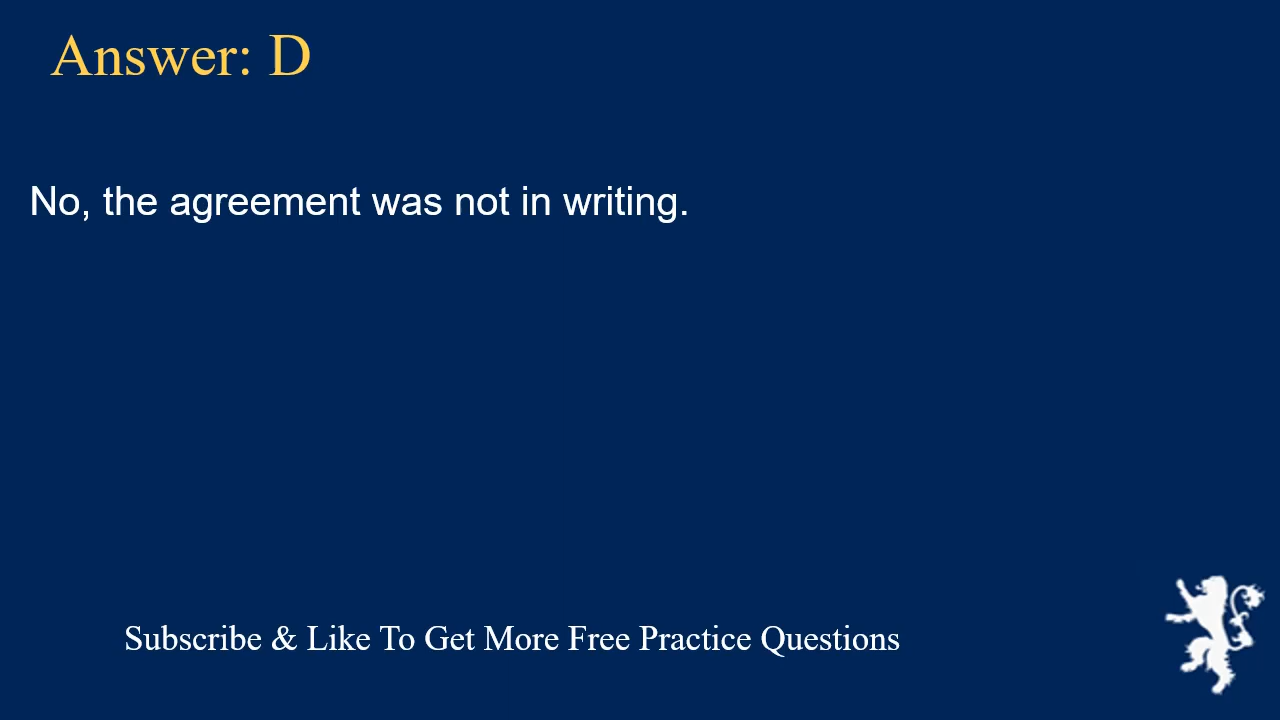 Answer: D
No, the agreement was not in writing.
Subscribe & Like To Get More Free Practice Questions